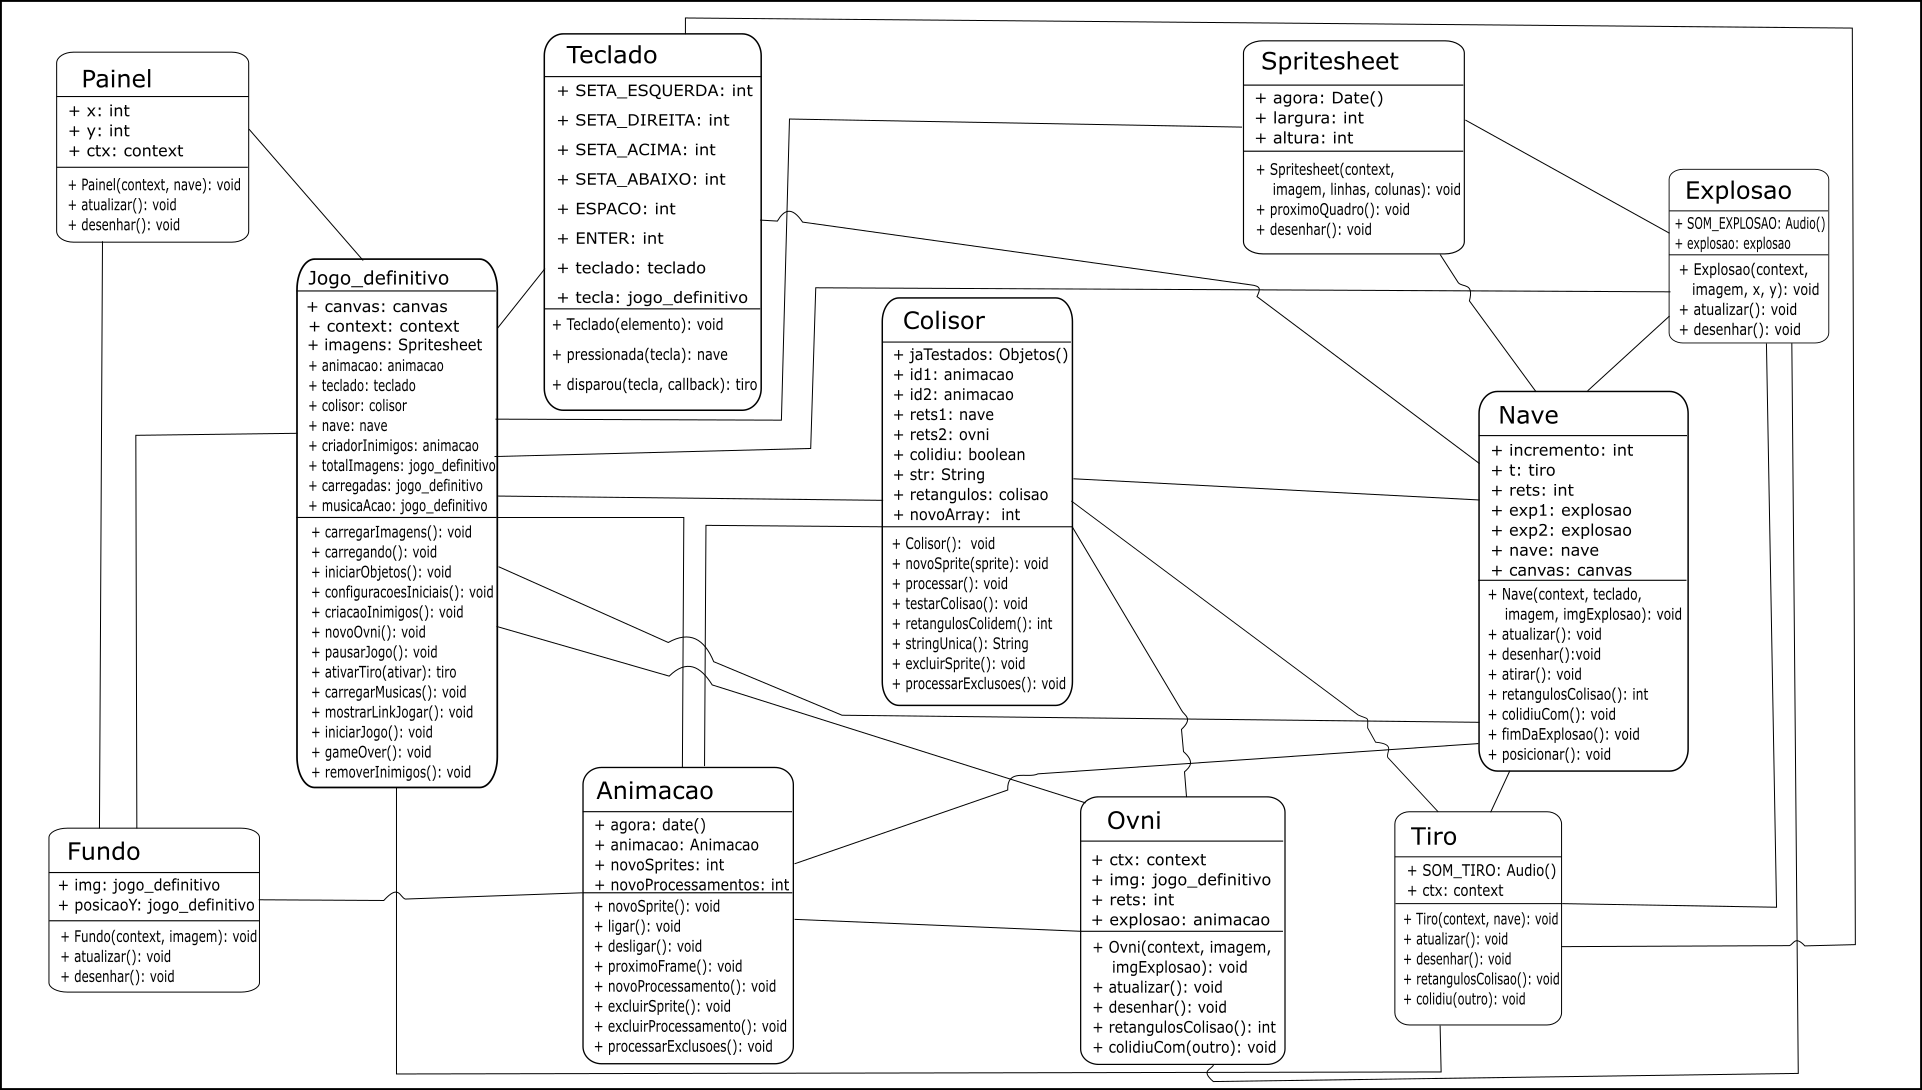 Painel
+ x: int
+ y: int
+ ctx: context
+ Painel(context, nave): void
+ atualizar(): void
+ desenhar(): void
Teclado
+ SETA_ESQUERDA: int
+ SETA_DIREITA: int
+ SETA_ACIMA: int
+ SETA_ABAIXO: int
+ ESPACO: int
+ ENTER: int
+ teclado: teclado
+ tecla: jogo_definitivo
+ Teclado(elemento): void
+ pressionada(tecla): nave
+ disparou(tecla, callback): tiro
Spritesheet
+ agora: Date()
+ largura: int
+ altura: int
+ Spritesheet(context,
imagem, linhas, colunas): void
+ proximoQuadro(): void
+ desenhar(): void
Explosao
+ SOM_EXPLOSAO: Audio()
+ explosao: explosao
+ Explosao(context,
imagem, x, y): void
+ atualizar(): void
+ desenhar(): void
Jogo_definitivo
+ canvas: canvas
+ context: context
+ imagens: Spritesheet
+ animacao: animacao
+ teclado: teclado
+ colisor: colisor
+ nave: nave
+ criadorInimigos: animacao
+ totalImagens: jogo_definitivo
+ carregadas: jogo_definitivo
+ musicaAcao: jogo_definitivo
+ carregarImagens(): void
+ carregando(): void
+ iniciarObjetos(): void
+ configuracoesIniciais(): void
+ criacaoInimigos(): void
+ novoOvni(): void
+ pausarJogo(): void
+ ativarTiro(ativar): tiro
+ carregarMusicas(): void
+ mostrarLinkJogar(): void
+ iniciarJogo(): void
+ gameOver(): void
+ removerInimigos(): void
Colisor
+ jaTestados: Objetos()
+ id1: animacao
+ id2: animacao
+ rets1: nave
+ rets2: ovni
+ colidiu: boolean
+ str: String
+ retangulos: colisao
+ novoArray:  int
+ Colisor():  void
+ novoSprite(sprite): void
+ processar(): void
+ testarColisao(): void
+ retangulosColidem(): int
+ stringUnica(): String
+ excluirSprite(): void
+ processarExclusoes(): void
Nave
+ incremento: int
+ t: tiro
+ rets: int
+ exp1: explosao
+ exp2: explosao
+ nave: nave
+ canvas: canvas
+ Nave(context, teclado,
imagem, imgExplosao): void
+ atualizar(): void
+ desenhar():void
+ atirar(): void
+ retangulosColisao(): int
+ colidiuCom(): void
+ fimDaExplosao(): void
+ posicionar(): void
Fundo
+ img: jogo_definitivo
+ posicaoY: jogo_definitivo
+ Fundo(context, imagem): void
+ atualizar(): void
+ desenhar(): void
Animacao
+ agora: date()
+ animacao: Animacao
+ novoSprites: int
+ novoProcessamentos: int
+ novoSprite(): void
+ ligar(): void
+ desligar(): void
+ proximoFrame(): void
+ novoProcessamento(): void
+ excluirSprite(): void
+ excluirProcessamento(): void
+ processarExclusoes(): void
Ovni
+ ctx: context
+ img: jogo_definitivo
+ rets: int
+ explosao: animacao
+ Ovni(context, imagem,
imgExplosao): void
+ atualizar(): void
+ desenhar(): void
+ retangulosColisao(): int
+ colidiuCom(outro): void
Tiro
+ SOM_TIRO: Audio()
+ ctx: context
+ Tiro(context, nave): void
+ atualizar(): void
+ desenhar(): void
+ retangulosColisao(): void
+ colidiu(outro): void